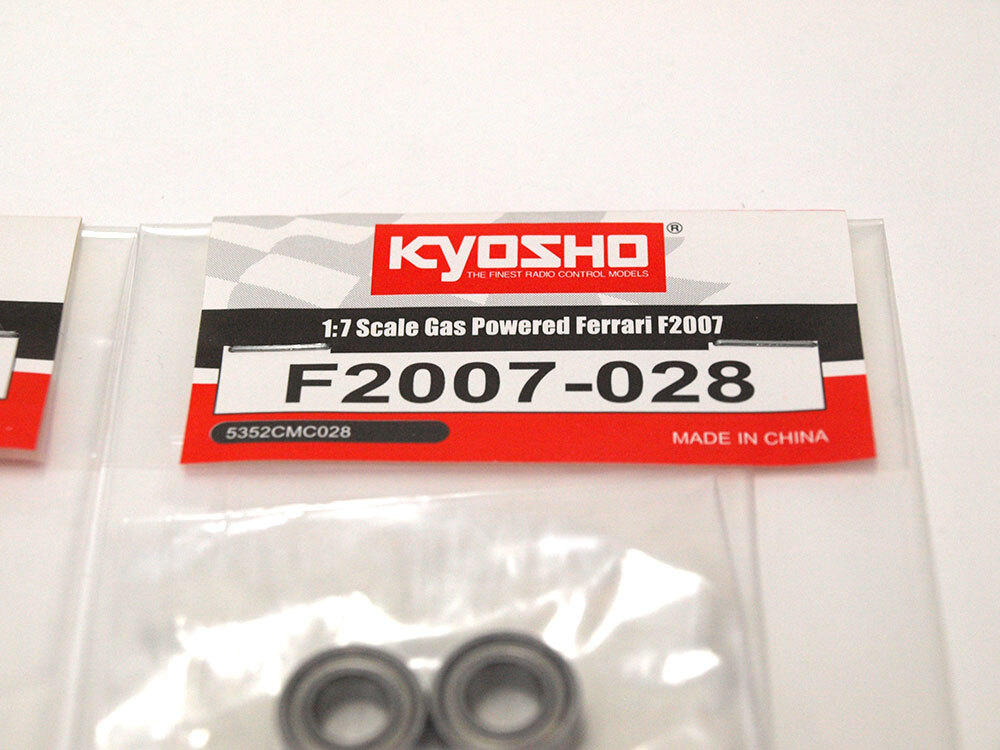 KYOSHO®
THE FINEST RADIO CONTROL MODELS
1:7 Scale Gas Powered Ferrari F2007
F2007-028
5352CMC028
MADE IN CHINA